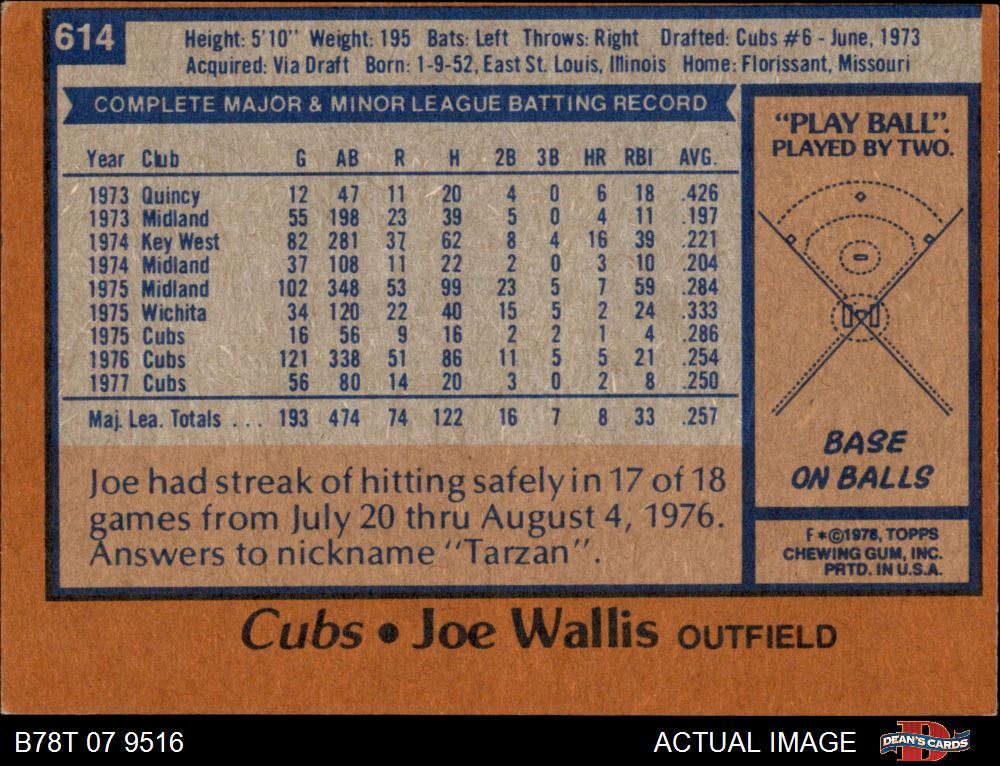 614
Height: 5'10" Weight: 195 Bats: Left Throws: Right Drafted: Cubs #6 - June, 1973
Acquired: Via Draft Born: 1-9-52, East St. Louis, Illinois Home: Florissant, Missouri
COMPLETE MAJOR & MINOR LEAGUE BATTING RECORD
Year Club G AB R H 2B 3B HR RBI AVG.
1973 Quincy 12 47 11 20 4 0 6 18 .426
1973 Midland 55 198 23 39 5 0 4 11 .197
1974 Key West 82 281 37 62 8 4 16 39 .221
1974 Midland 37 108 11 22 2 0 3 10 .204
1975 Midland 102 348 53 99 23 5 7 59 .284
1975 Wichita 34 120 22 40 15 5 2 24 .333
1975 Cubs 16 56 9 16 2 2 1 4 .286
1976 Cubs 121 338 51 86 11 5 5 21 .254
1977 Cubs 56 80 14 20 3 0 2 8 .250
Maj. Lea. Totals . . . 193 474 74 122 16 7 8 33 .257
Joe had streak of hitting safely in 17 of 18
games from July 20 thru August 4, 1976.
Answers to nickname "Tarzan".
"PLAY BALL".
PLAYED BY TWO.
BASE
ON BALLS
F*©1978, TOPPS
CHEWING GUM, INC.
PRTD. IN U.S.A.
Cubs • Joe Wallis OUTFIELD
B78T 07 9516
ACTUAL IMAGE
D
DEAN'S CARDS